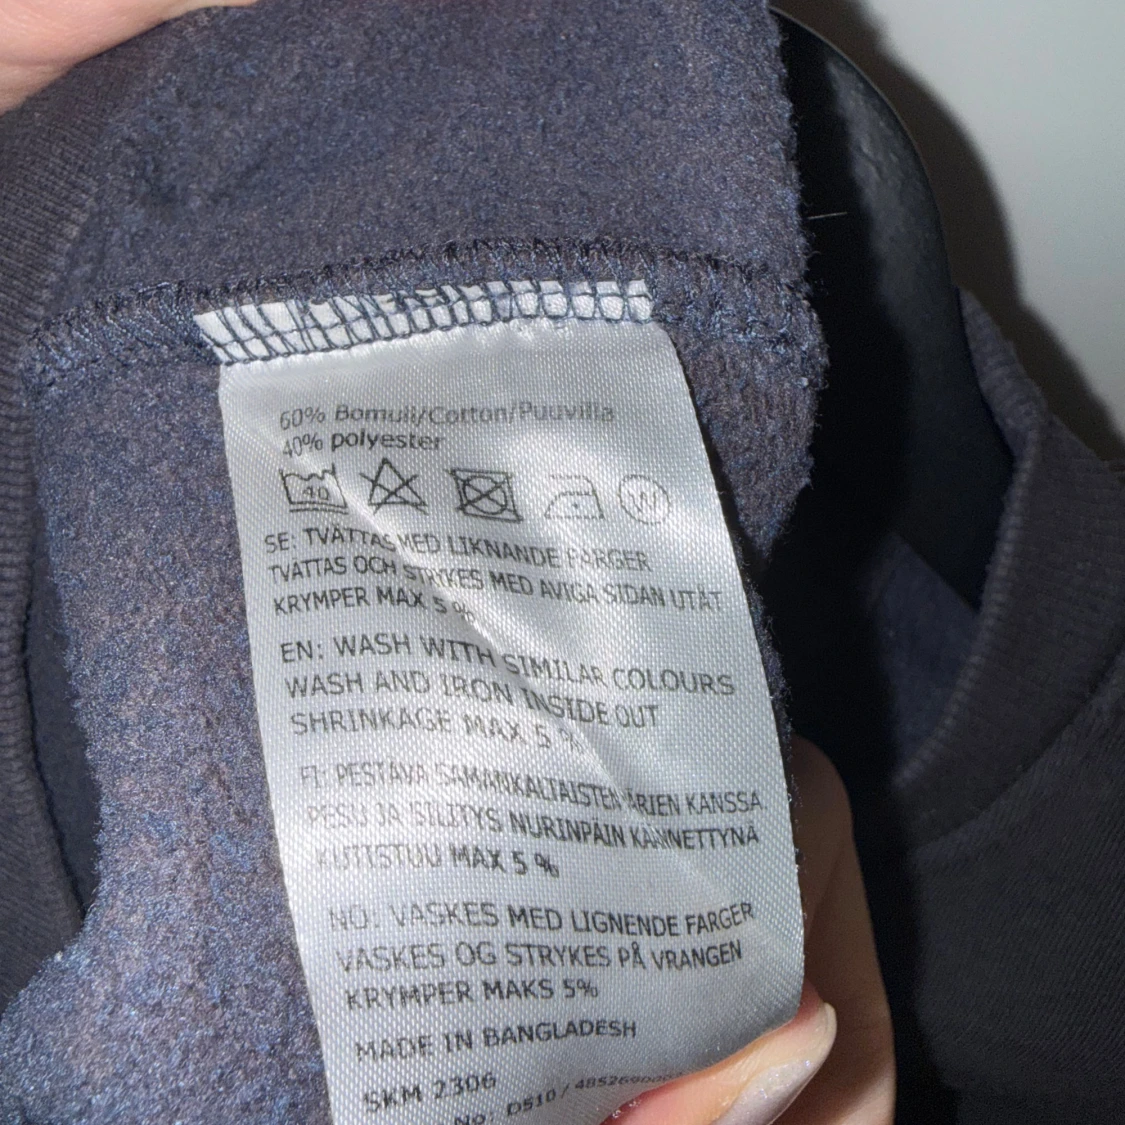 60% Bomull/Cotton/Puuvilla
40% polyester
40 W
SE: TVÄTTAS MED LIKNANDE FÄRGER
TVÄTTAS OCH STRYKES MED AVIGA SIDAN UTÅT
KRYMPER MAX 5 %
EN: WASH WITH SIMILAR COLOURS
WASH AND IRON INSIDE OUT
SHRINKAGE MAX 5 %
FI: PESTÄVÄ SAMANKALTAISTEN KANSSA
PESU JA SILITYS NURINPÄIN KÄÄNNETTYNÄ
KUTISTUU MAX 5 %
NO: VASKES MED LIGNENDE FARGER
VASKES OG STRYKES PÅ VRANGEN
KRYMPER MAKS 5%
MADE IN BANGLADESH
SKM 2306
No: D510 /